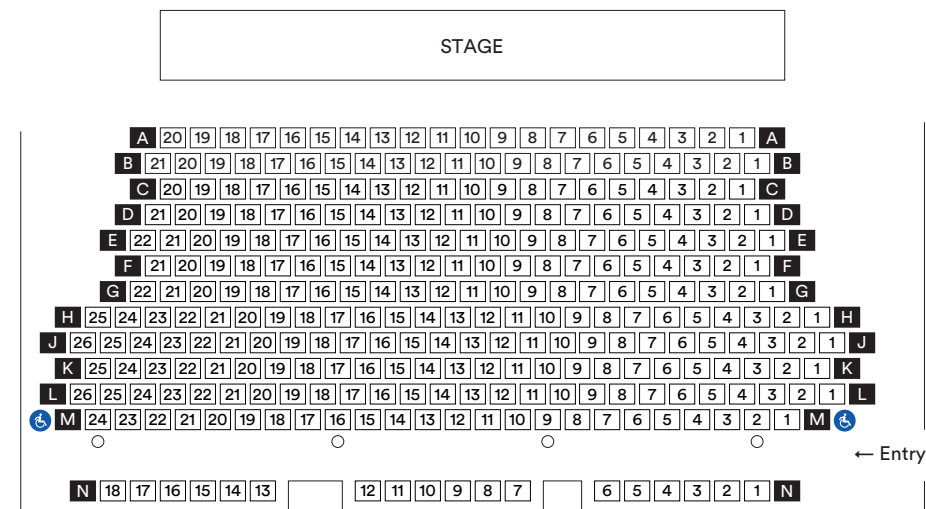 STAGE
A 20 19 18 17 16 15 14 13 12 11 10 9 8 7 6 5 4 3 2 1 A
B 21 20 19 18 17 16 15 14 13 12 11 10 9 8 7 6 5 4 3 2 1 B
C 20 19 18 17 16 15 14 13 12 11 10 9 8 7 6 5 4 3 2 1 C
D 21 20 19 18 17 16 15 14 13 12 11 10 9 8 7 6 5 4 3 2 1 D
E 22 21 20 19 18 17 16 15 14 13 12 11 10 9 8 7 6 5 4 3 2 1 E
F 21 20 19 18 17 16 15 14 13 12 11 10 9 8 7 6 5 4 3 2 1 F
G 22 21 20 19 18 17 16 15 14 13 12 11 10 9 8 7 6 5 4 3 2 1 G
H 25 24 23 22 21 20 19 18 17 16 15 14 13 12 11 10 9 8 7 6 5 4 3 2 1 H
J 26 25 24 23 22 21 20 19 18 17 16 15 14 13 12 11 10 9 8 7 6 5 4 3 2 1 J
K 25 24 23 22 21 20 19 18 17 16 15 14 13 12 11 10 9 8 7 6 5 4 3 2 1 K
L 26 25 24 23 22 21 20 19 18 17 16 15 14 13 12 11 10 9 8 7 6 5 4 3 2 1 L
M 24 23 22 21 20 19 18 17 16 15 14 13 12 11 10 9 8 7 6 5 4 3 2 1 M
← Entry
N 18 17 16 15 14 13 12 11 10 9 8 7 6 5 4 3 2 1 N